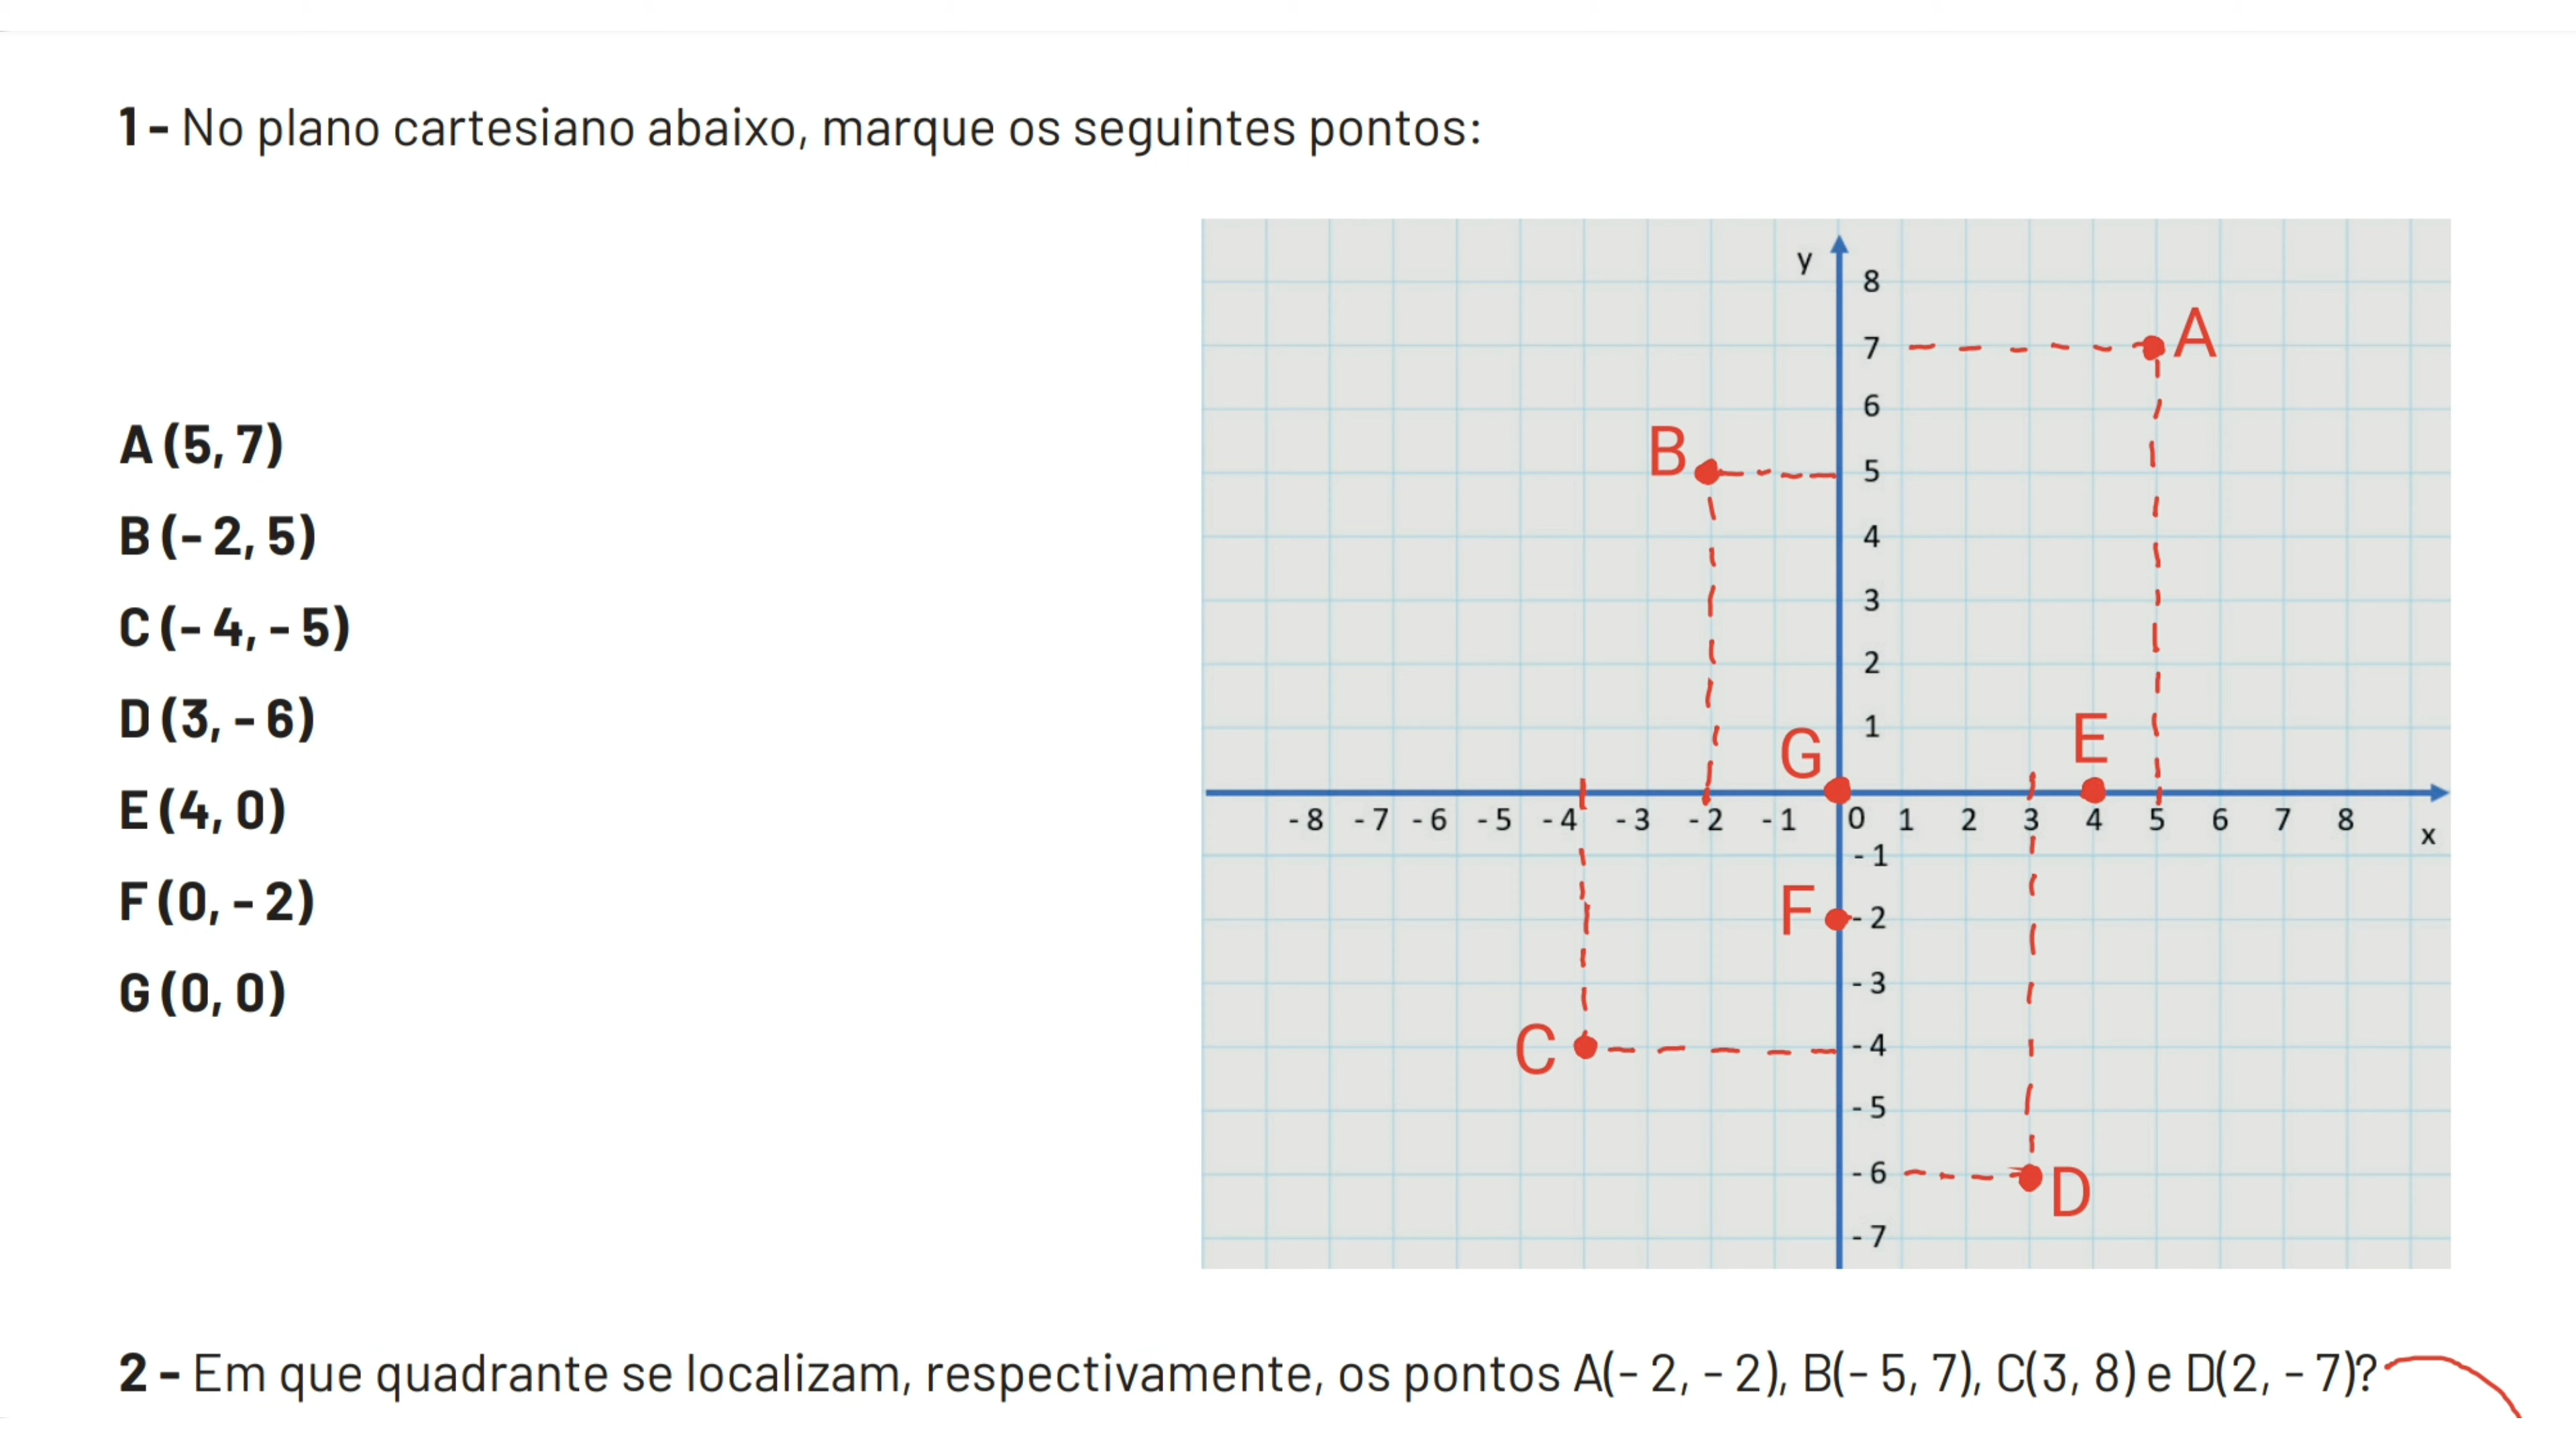 1 - No plano cartesiano abaixo, marque os seguintes pontos:
A (5, 7)
B (- 2, 5)
C (- 4, - 5)
D (3, - 6)
E (4, 0)
F (0, - 2)
G (0, 0)
y
8
7
A
6
B
5
4
3
2
1
G
E
- 8 - 7 - 6 - 5 - 4 - 3 - 2 - 1 0 1 2 3 4 5 6 7 8
x
- 1
F
- 2
- 3
C
- 4
- 5
- 6
D
- 7
2 - Em que quadrante se localizam, respectivamente, os pontos A(- 2, - 2), B(- 5, 7), C(3, 8) e D(2, - 7)?